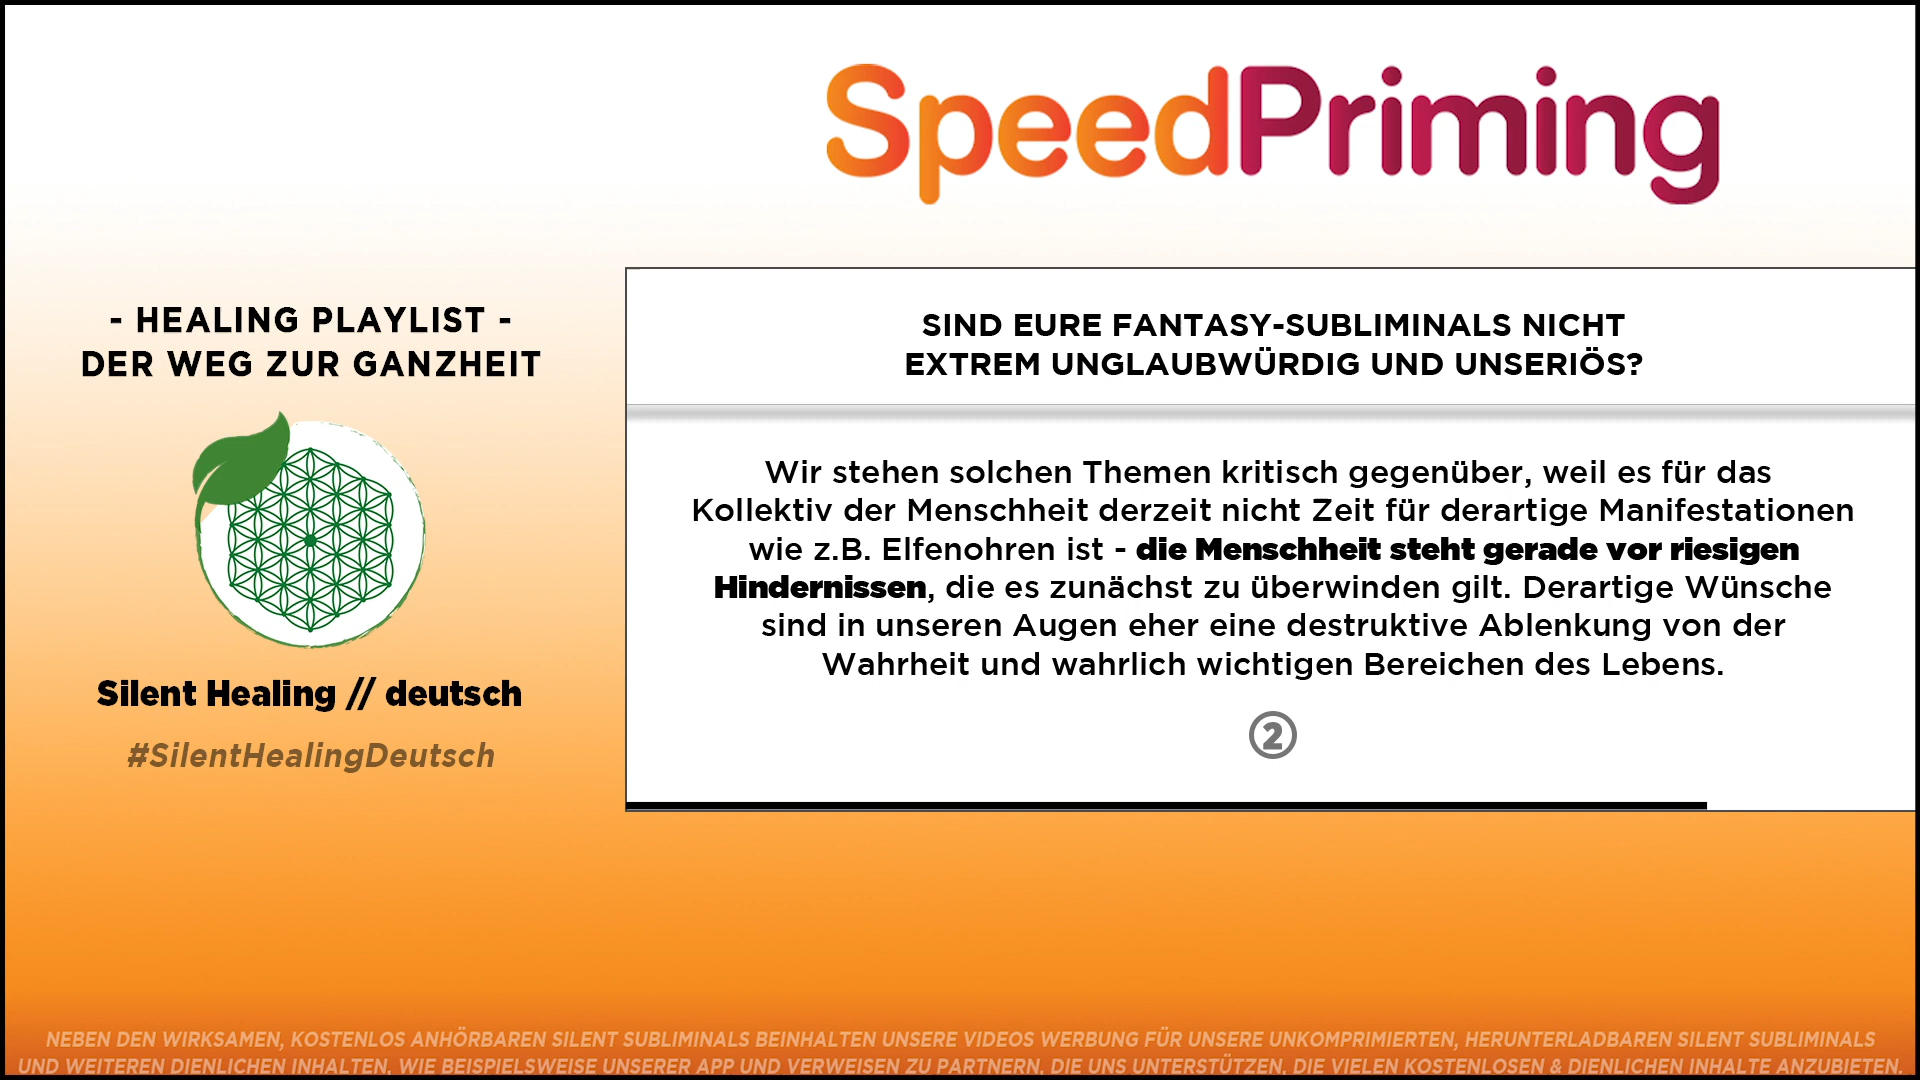 SpeedPriming
- HEALING PLAYLIST -
DER WEG ZUR GANZHEIT
Silent Healing // deutsch
#SilentHealingDeutsch
SIND EURE FANTASY-SUBLIMINALS NICHT
EXTREM UNGLAUBWÜRDIG UND UNSERIÖS?
Wir stehen solchen Themen kritisch gegenüber, weil es für das
Kollektiv der Menschheit derzeit nicht Zeit für derartige Manifestationen
wie z.B. Elfenohren ist - die Menschheit steht gerade vor riesigen
Hindernissen, die es zunächst zu überwinden gilt. Derartige Wünsche
sind in unseren Augen eher eine destruktive Ablenkung von der
Wahrheit und wahrlich wichtigen Bereichen des Lebens.
2
NEBEN DEN WIRKSAMEN, KOSTENLOS ANHÖRBAREN SILENT SUBLIMINALS BEINHALTEN UNSERE VIDEOS WERBUNG FÜR UNSERE UNKOMPRIMIERTEN, HERUNTERLADBAREN SILENT SUBLIMINALS
UND WEITEREN DIENLICHEN INHALTEN, WIE BEISPIELSWEISE UNSERER APP UND VERWEISEN ZU PARTNERN, DIE UNS UNTERSTÜTZEN, DIE VIELEN KOSTENLOSEN & DIENLICHEN INHALTE ANZUBIETEN.